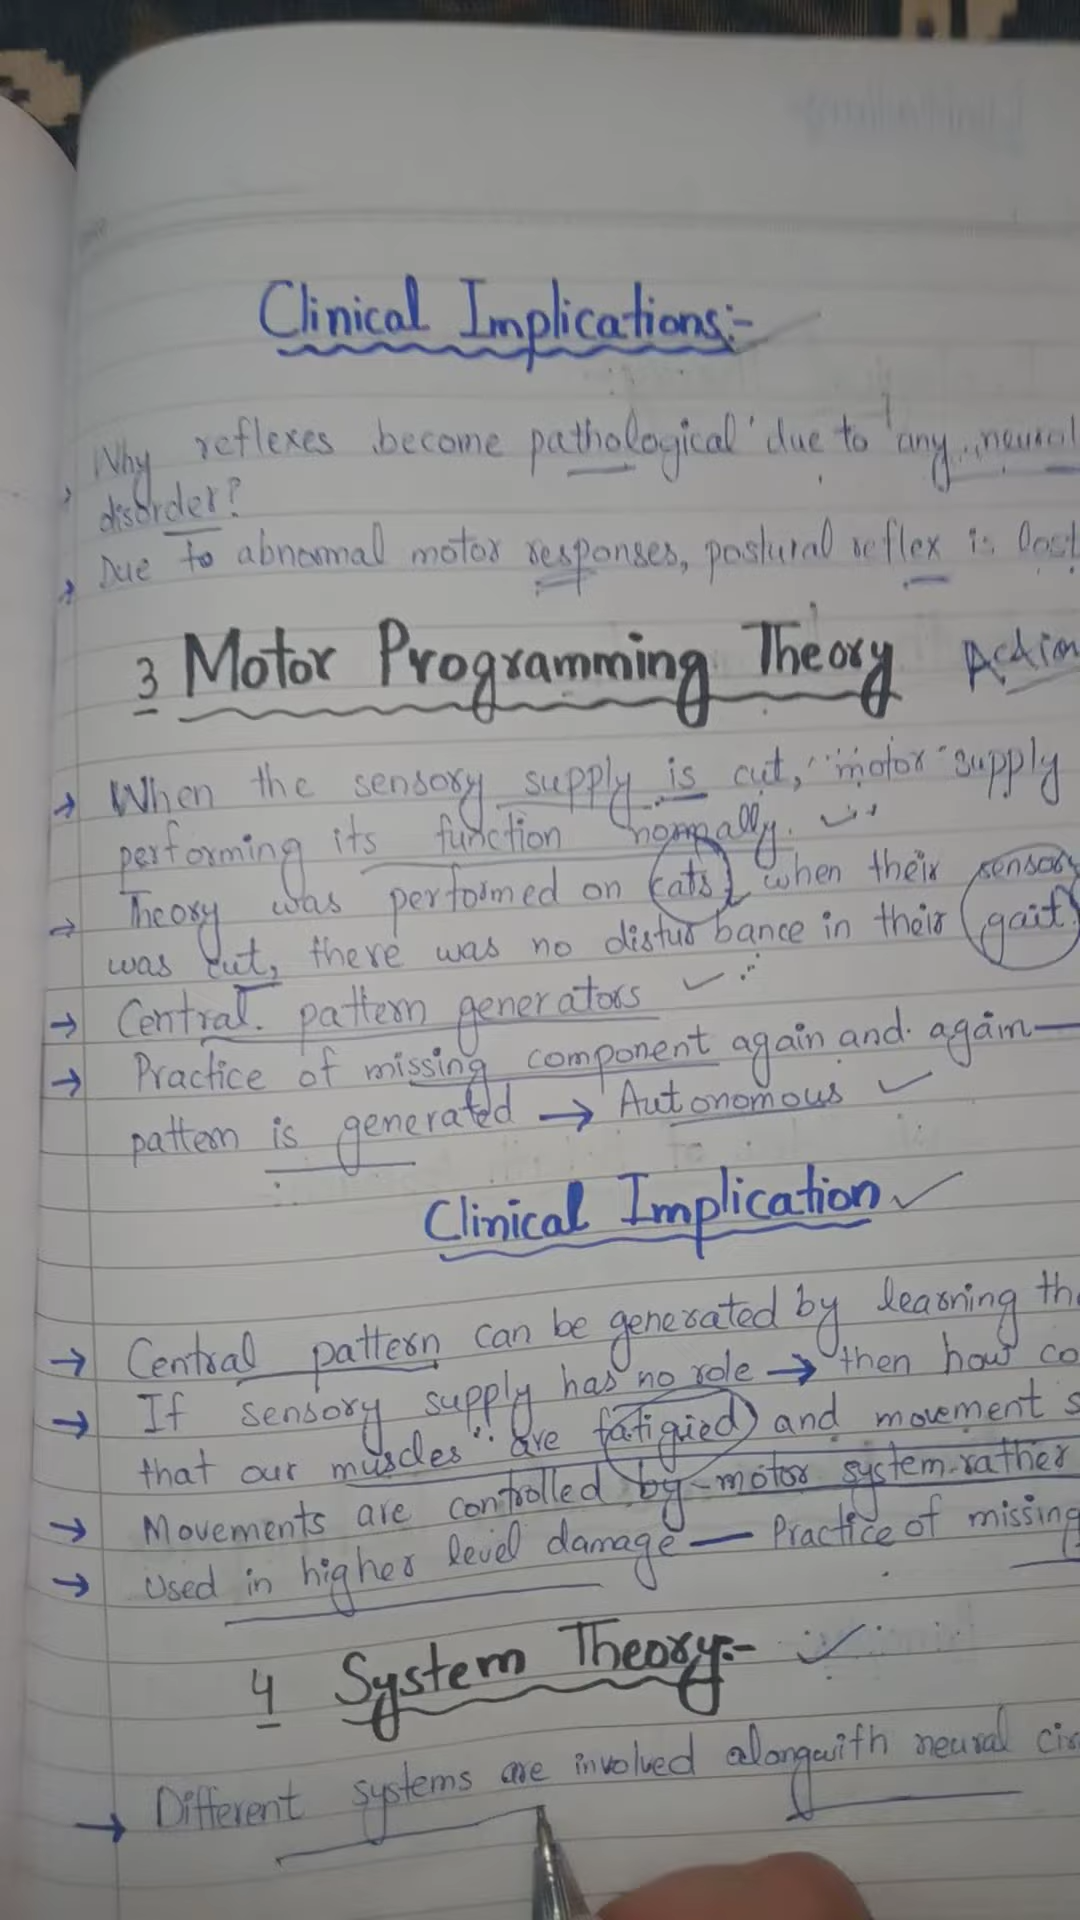 Clinical Implications:-
Why reflexes become pathological due to any neural
disorder?
Due to abnormal motor responses, postural reflex is lost
3 Motor Programming Theory Action
→ When the sensory supply is cut, motor supply
performing its function normally.
→ Theory was performed on cats, when their sensory
was cut, there was no disturbance in their gait
→ Central pattern generators
→ Practice of missing component again and again —
pattern is generated → Autonomous
Clinical Implication
→ Central pattern can be generated by learning
→ If sensory supply has no role → then how
that our muscles are fatigued and movement
→ Movements are controlled by motor system rather
→ Used in higher level damage — Practice of missing
4 System Theory:-
→ Different systems are involved alongwith neural